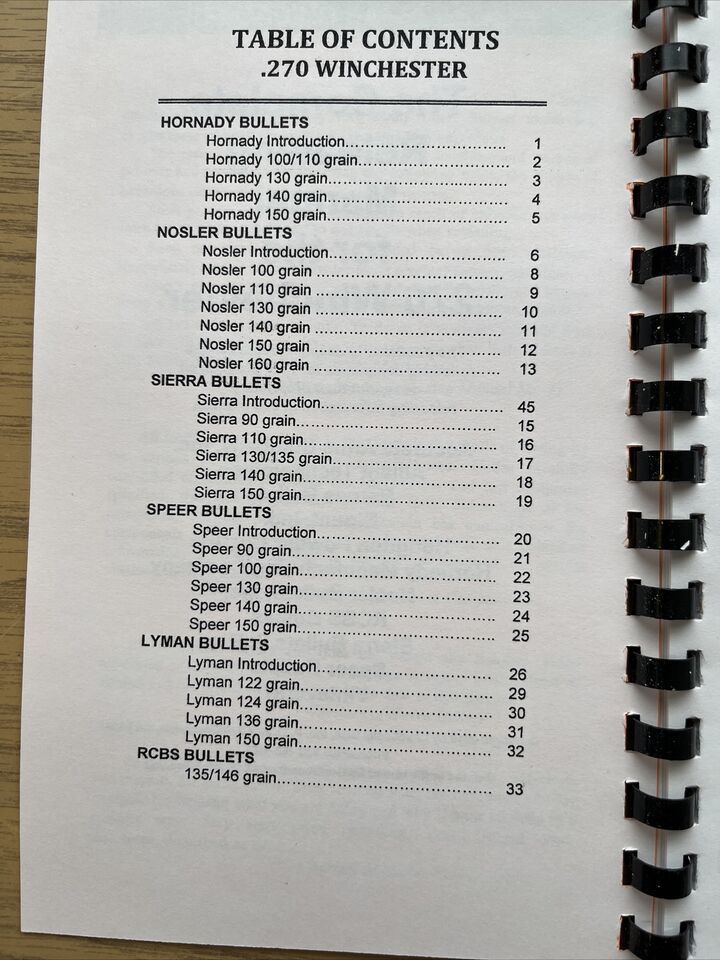 TABLE OF CONTENTS
.270 WINCHESTER
HORNADY BULLETS
Hornady Introduction................................ 1
Hornady 100/110 grain............................. 2
Hornady 130 grain................................... 3
Hornady 140 grain................................... 4
Hornady 150 grain................................... 5
NOSLER BULLETS
Nosler Introduction................................... 6
Nosler 100 grain ..................................... 8
Nosler 110 grain ..................................... 9
Nosler 130 grain ..................................... 10
Nosler 140 grain ..................................... 11
Nosler 150 grain ..................................... 12
Nosler 160 grain ..................................... 13
SIERRA BULLETS
Sierra Introduction................................... 45
Sierra 90 grain........................................ 15
Sierra 110 grain...................................... 16
Sierra 130/135 grain................................ 17
Sierra 140 grain...................................... 18
Sierra 150 grain...................................... 19
SPEER BULLETS
Speer Introduction................................... 20
Speer 90 grain........................................ 21
Speer 100 grain...................................... 22
Speer 130 grain...................................... 23
Speer 140 grain...................................... 24
Speer 150 grain...................................... 25
LYMAN BULLETS
Lyman Introduction.................................. 26
Lyman 122 grain..................................... 29
Lyman 124 grain..................................... 30
Lyman 136 grain..................................... 31
Lyman 150 grain..................................... 32
RCBS BULLETS
135/146 grain......................................... 33